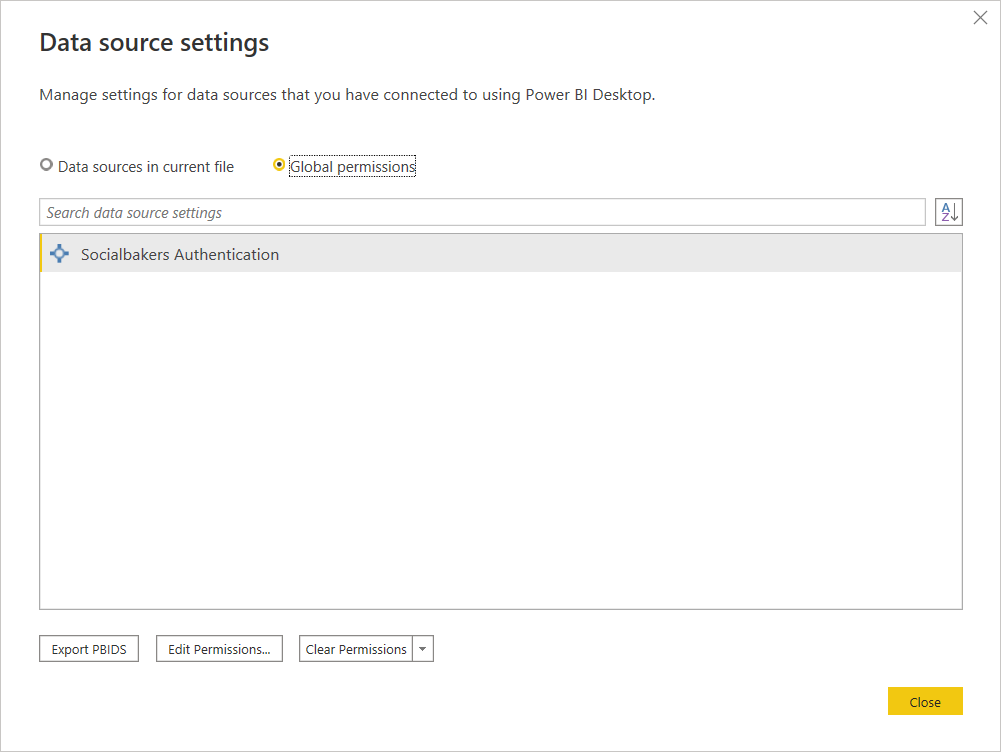 Data source settings
Manage settings for data sources that you have connected to using Power BI Desktop.
Data sources in current file
Global permissions
Search data source settings
A
Z
Socialbakers Authentication
Export PBIDS
Edit Permissions...
Clear Permissions
Close